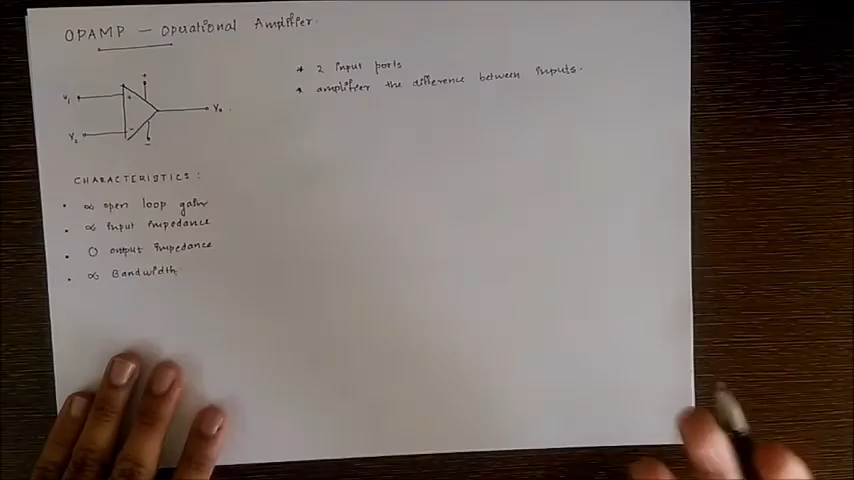 OPAMP - Operational Amplifier
* 2 input ports
* amplifier the difference between inputs.
V1
+
+
V0
V2
-
-
CHARACTERISTICS:
• ∞ open loop gain
• ∞ input impedance
• 0 output impedance
• ∞ Bandwidth